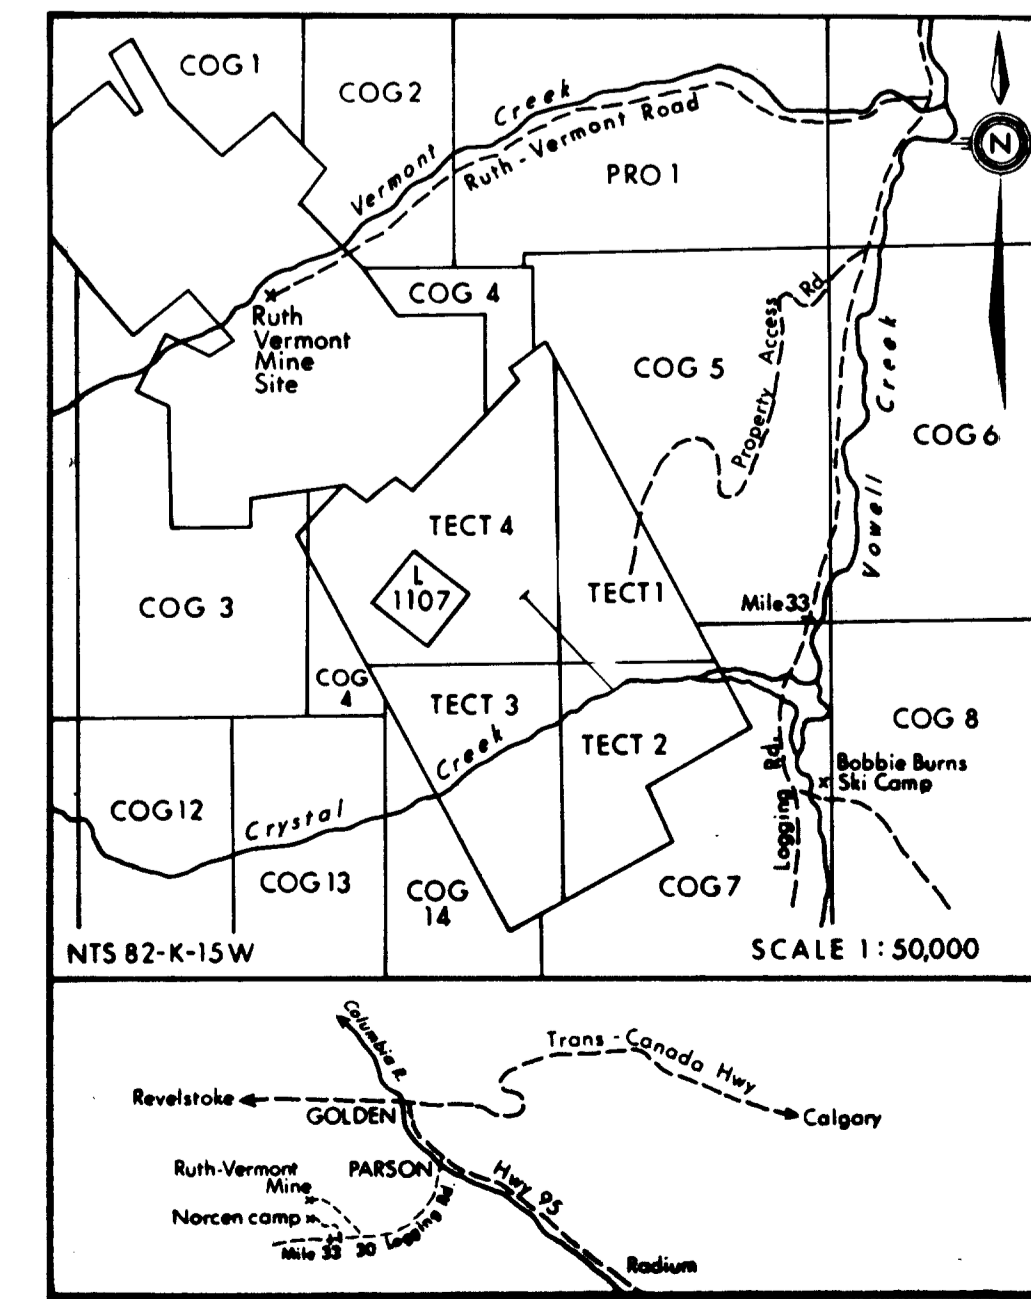 COG 1
COG 2
Vermont Creek
Ruth-Vermont Road
PRO 1
N
COG 4
Ruth
Vermont
Mine
Site
Property Access Rd
COG 5
Vowell Creek
COG 6
TECT 4
L
1107
TECT 1
COG 3
Mile 33
COG
4
TECT 3
TECT 2
COG 8
Crystal Creek
Logging Rd.
Bobbie Burns
Ski Camp
COG 12
COG 13
COG
14
COG 7
NTS 82-K-15W
SCALE 1:50,000
Columbia R.
Trans-Canada Hwy
Revelstoke
GOLDEN
Calgary
PARSON
Hwy 95
Ruth-Vermont
Mine
Norcen camp
Mile 33
30
Logging Rd
Radium